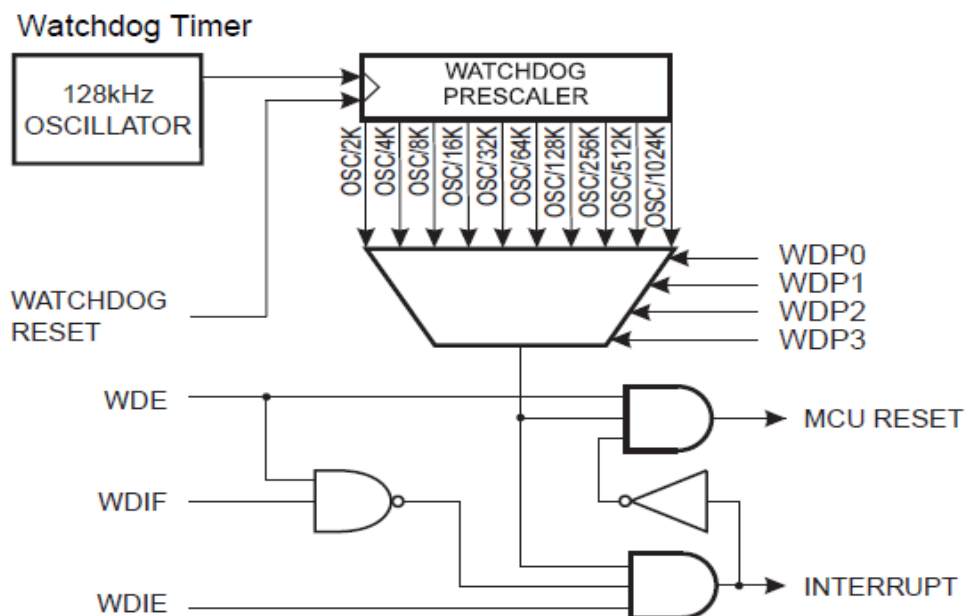 Watchdog Timer
128kHz
OSCILLATOR
WATCHDOG
PRESCALER
OSC/2K
OSC/4K
OSC/8K
OSC/16K
OSC/32K
OSC/64K
OSC/128K
OSC/256K
OSC/512K
OSC/1024K
WATCHDOG
RESET
WDP0
WDP1
WDP2
WDP3
WDE
MCU RESET
WDIF
INTERRUPT
WDIE